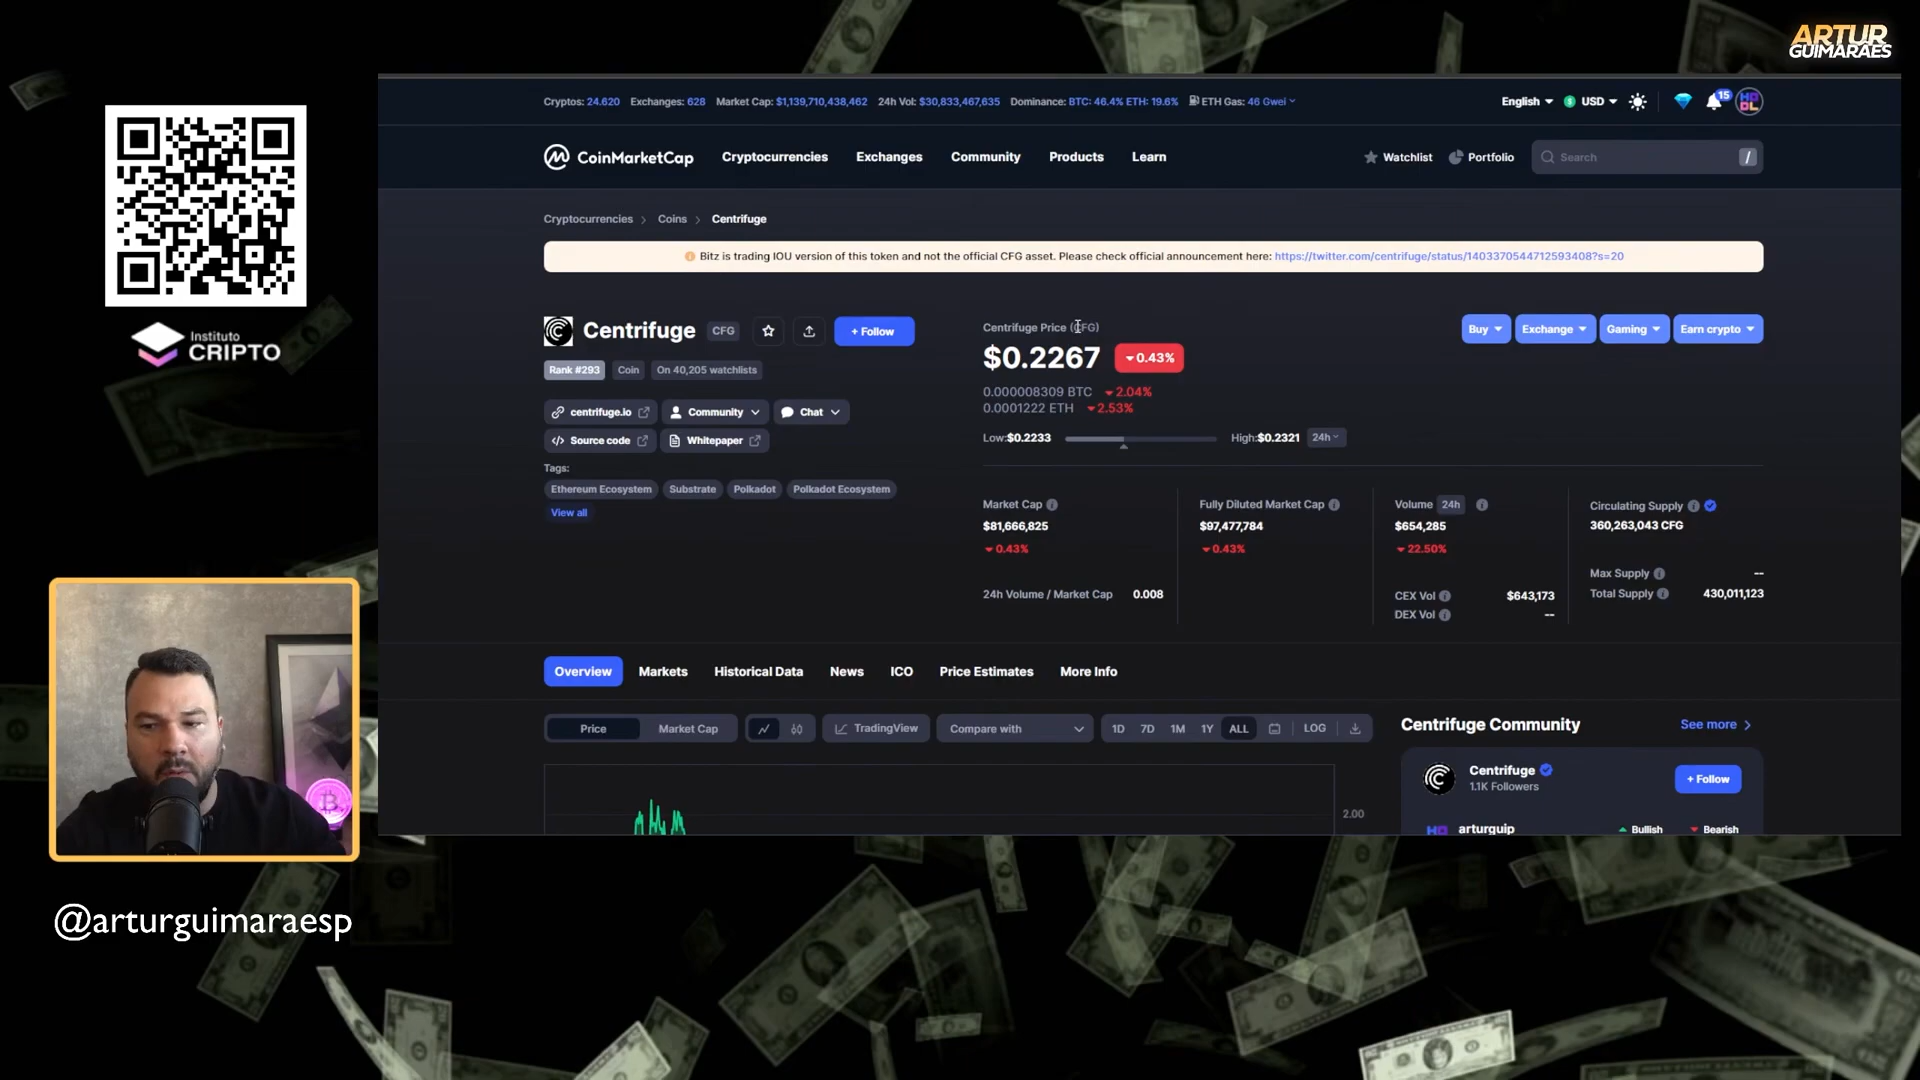 ARTUR
GUIMARAES
Cryptos: 24.620 Exchanges: 628 Market Cap: $1,139,710,438,462 24h Vol: $30,833,467,635 Dominance: BTC: 46.4% ETH: 19.6% ETH Gas: 46 Gwei
English USD 15
CoinMarketCap Cryptocurrencies Exchanges Community Products Learn Watchlist Portfolio Search /
Cryptocurrencies > Coins > Centrifuge
Bitz is trading IOU version of this token and not the official CFG asset. Please check official announcement here: https://twitter.com/centrifuge/status/1403370544712593408?s=20
Instituto
CRIPTO
Centrifuge CFG + Follow
Rank #293 Coin On 40,205 watchlists
centrifuge.io Community Chat
Source code Whitepaper
Tags:
Ethereum Ecosystem Substrate Polkadot Polkadot Ecosystem
View all
Centrifuge Price (CFG)
$0.2267 0.43%
0.000008309 BTC 2.04%
0.0001222 ETH 2.53%
Low:$0.2233 High:$0.2321 24h
Buy Exchange Gaming Earn crypto
Market Cap
$81,666,825
0.43%
24h Volume / Market Cap 0.008
Fully Diluted Market Cap
$97,477,784
0.43%
Volume 24h
$654,285
22.50%
CEX Vol $643,173
DEX Vol --
Circulating Supply
360,263,043 CFG
Max Supply --
Total Supply 430,011,123
Overview Markets Historical Data News ICO Price Estimates More Info
Price Market Cap TradingView Compare with 1D 7D 1M 1Y ALL LOG
2.00
Centrifuge Community See more >
Centrifuge + Follow
1.1K Followers
arturguip Bullish Bearish
@arturguimaraesp